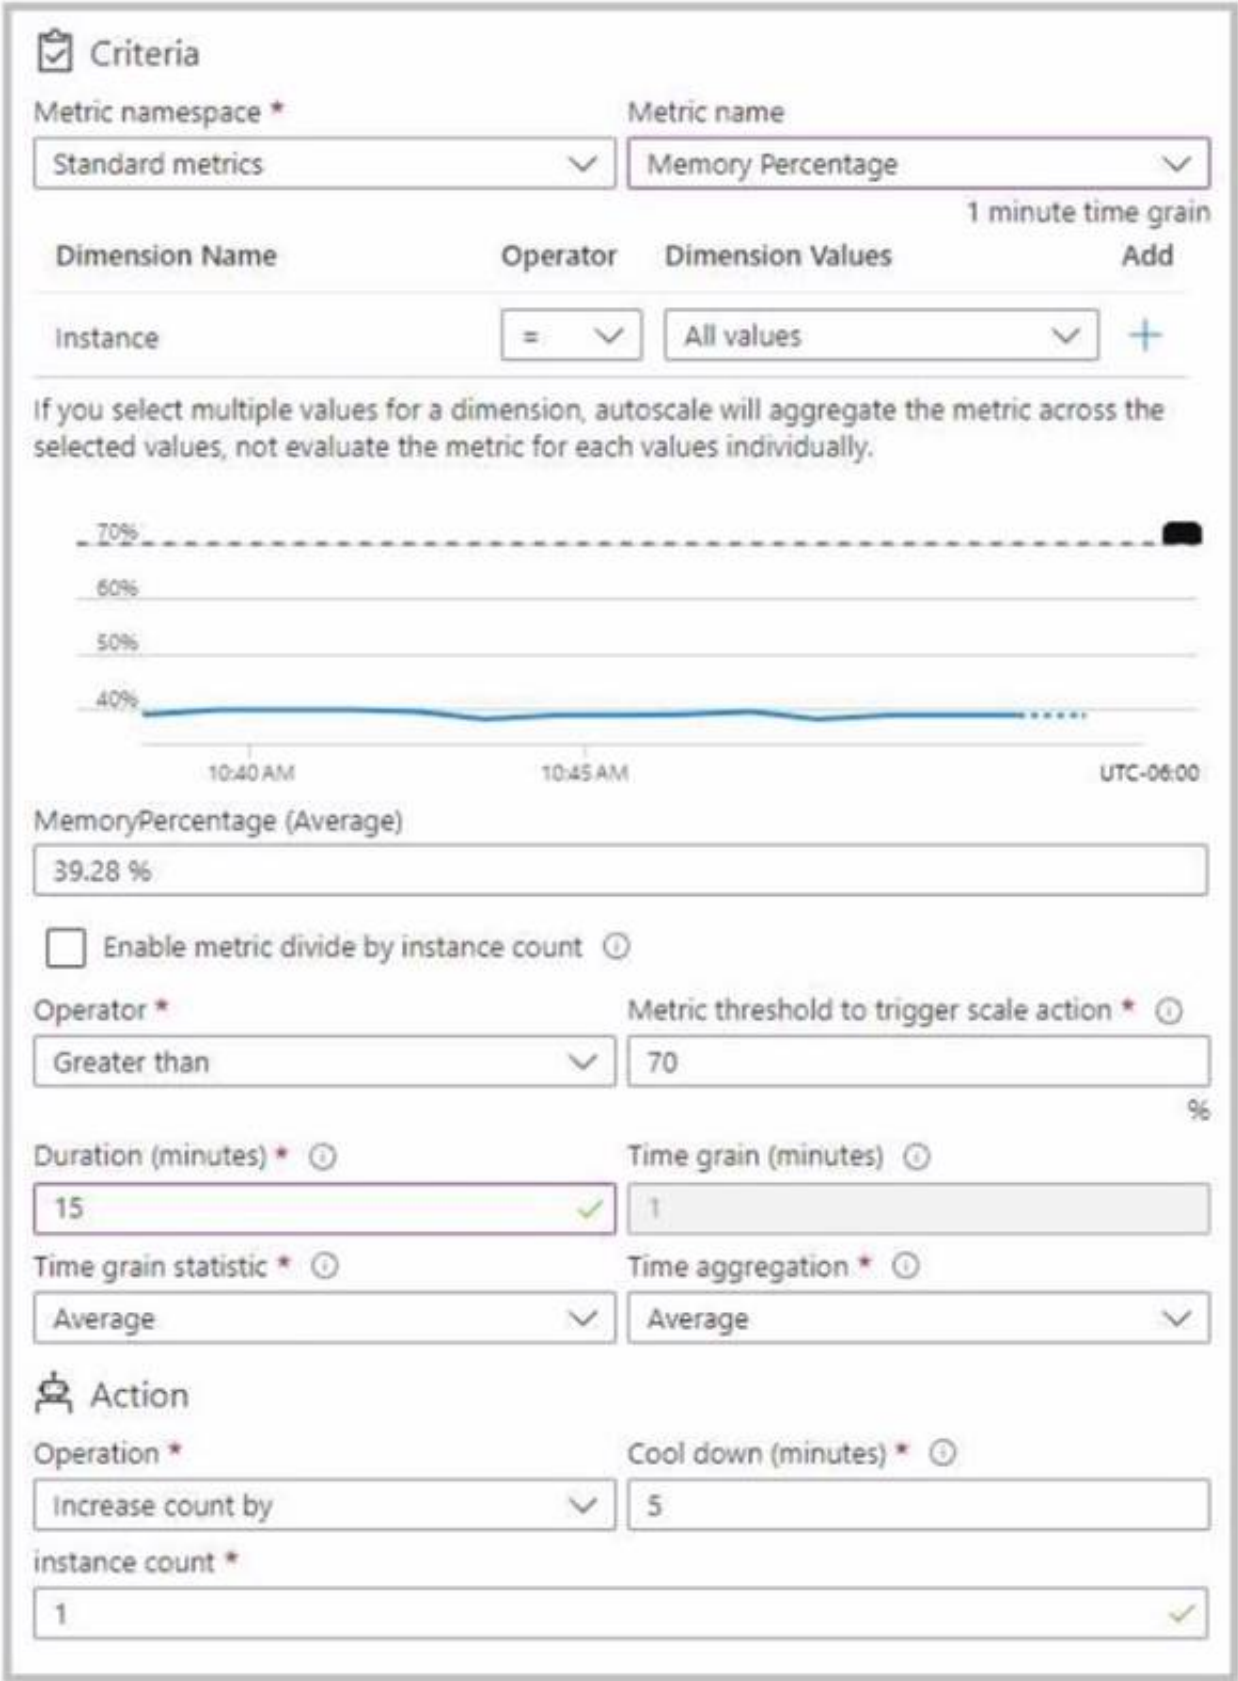 Criteria
Metric namespace * Metric name
Standard metrics Memory Percentage
1 minute time grain
Dimension Name Operator Dimension Values Add
Instance = All values +
If you select multiple values for a dimension, autoscale will aggregate the metric across the
selected values, not evaluate the metric for each values individually.
70%
60%
50%
40%
10:40 AM 10:45 AM UTC-06:00
MemoryPercentage (Average)
39.28 %
Enable metric divide by instance count
Operator * Metric threshold to trigger scale action *
Greater than 70
%
Duration (minutes) * Time grain (minutes)
15 1
Time grain statistic * Time aggregation *
Average Average
Action
Operation * Cool down (minutes) *
Increase count by 5
instance count *
1